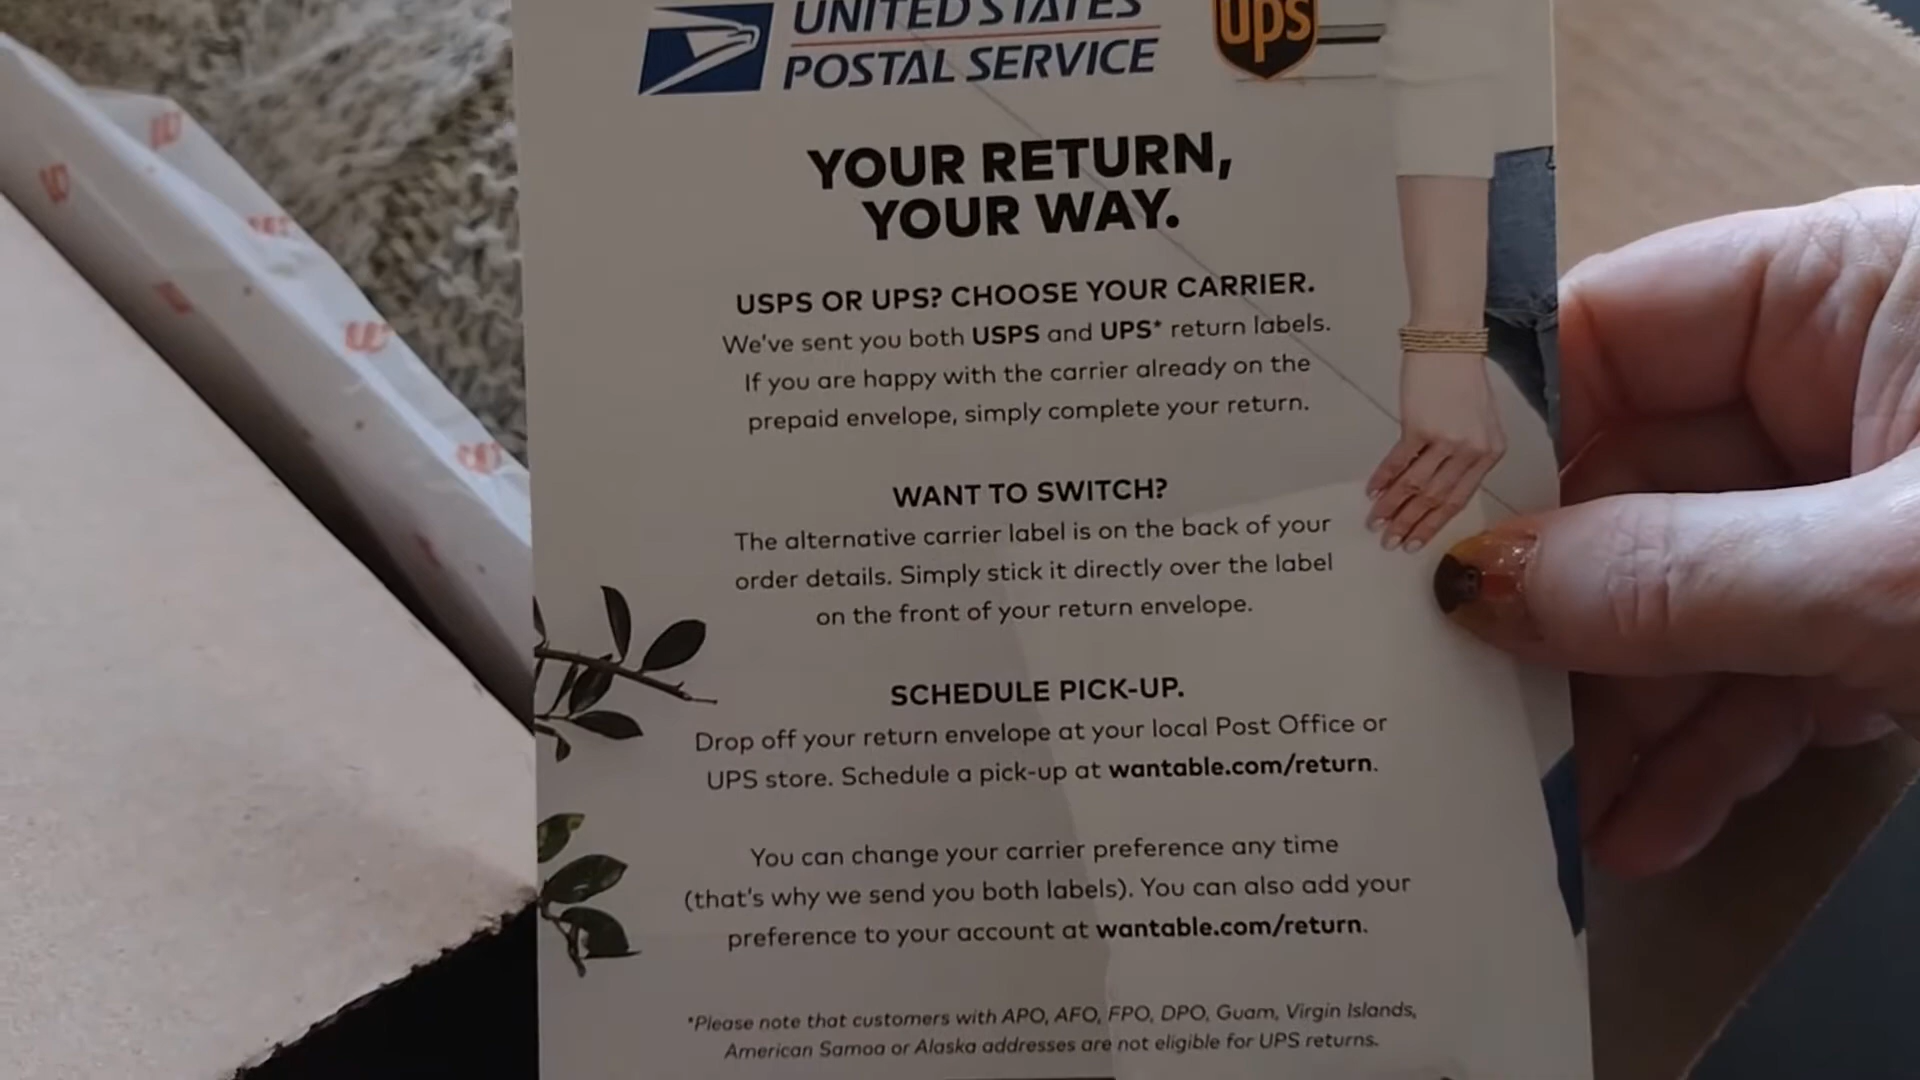 UNITED STATES
POSTAL SERVICE
ups
YOUR RETURN,
YOUR WAY.
USPS OR UPS? CHOOSE YOUR CARRIER.
We've sent you both USPS and UPS* return labels.
If you are happy with the carrier already on the
prepaid envelope, simply complete your return.
WANT TO SWITCH?
The alternative carrier label is on the back of your
order details. Simply stick it directly over the label
on the front of your return envelope.
SCHEDULE PICK-UP.
Drop off your return envelope at your local Post Office or
UPS store. Schedule a pick-up at wantable.com/return.
You can change your carrier preference any time
(that's why we send you both labels). You can also add your
preference to your account at wantable.com/return.
*Please note that customers with APO, AFO, FPO, DPO, Guam, Virgin Islands,
American Samoa or Alaska addresses are not eligible for UPS returns.